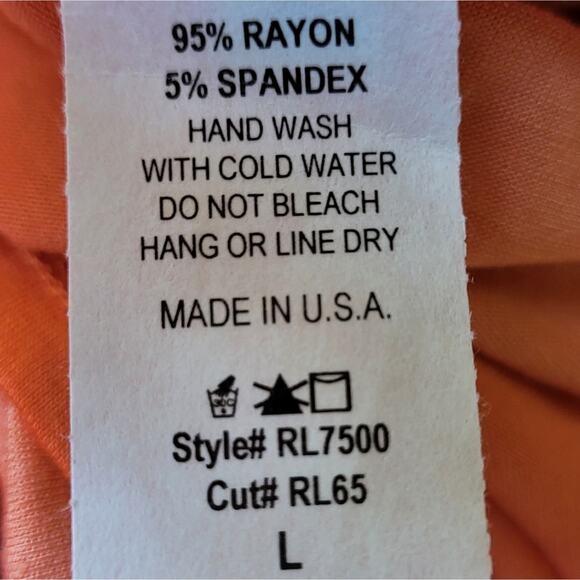 95% RAYON
5% SPANDEX
HAND WASH
WITH COLD WATER
DO NOT BLEACH
HANG OR LINE DRY
MADE IN U.S.A.
30C
Style# RL7500
Cut# RL65
L